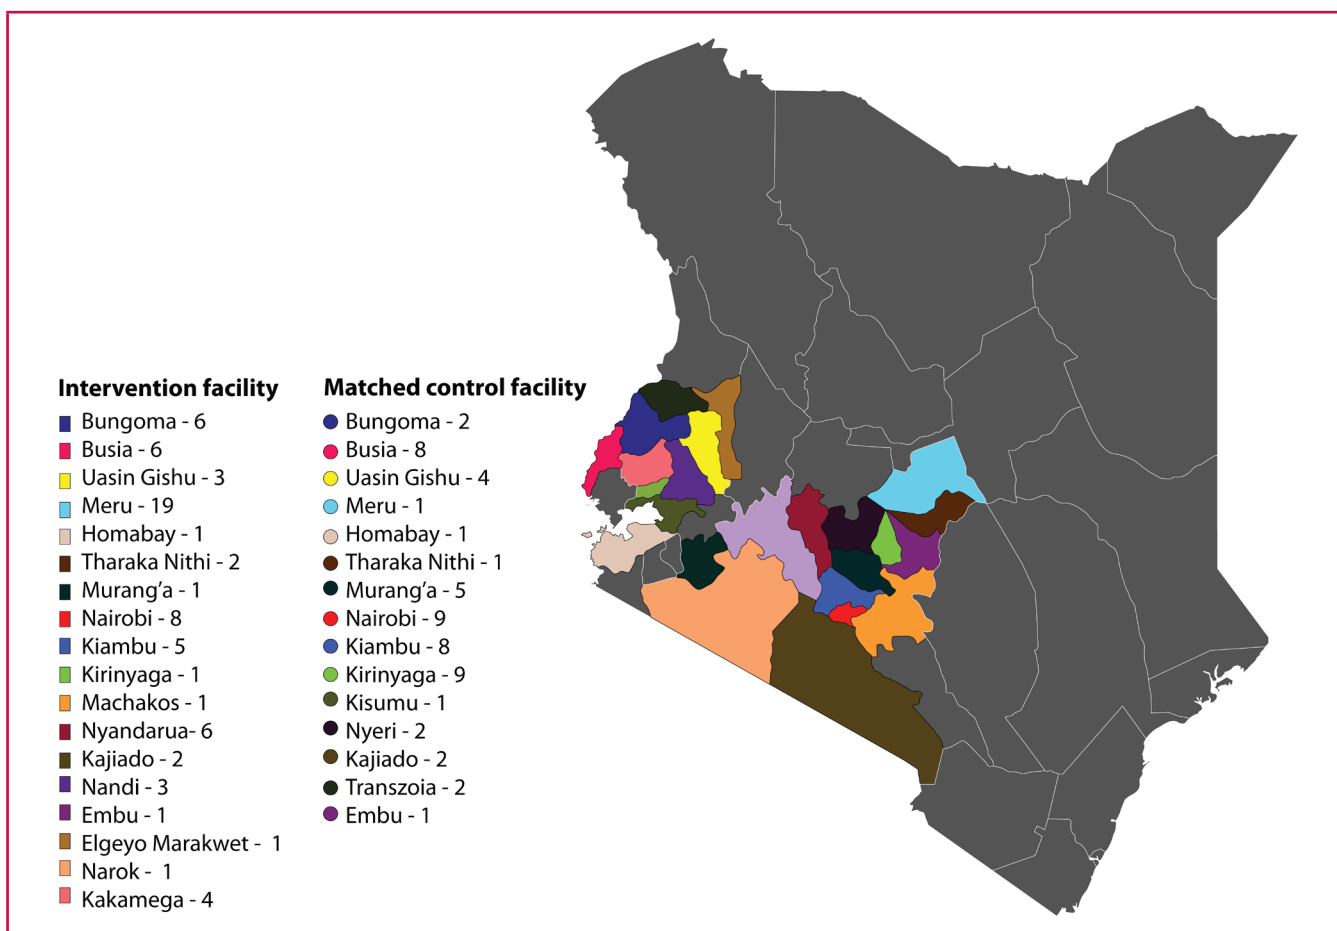 Intervention facility
Bungoma - 6
Busia - 6
Uasin Gishu - 3
Meru - 19
Homabay - 1
Tharaka Nithi - 2
Murang’a - 1
Nairobi - 8
Kiambu - 5
Kirinyaga - 1
Machakos - 1
Nyandarua- 6
Kajiado - 2
Nandi - 3
Embu - 1
Elgeyo Marakwet - 1
Narok - 1
Kakamega - 4
Matched control facility
Bungoma - 2
Busia - 8
Uasin Gishu - 4
Meru - 1
Homabay - 1
Tharaka Nithi - 1
Murang’a - 5
Nairobi - 9
Kiambu - 8
Kirinyaga - 9
Kisumu - 1
Nyeri - 2
Kajiado - 2
Transzoia - 2
Embu - 1